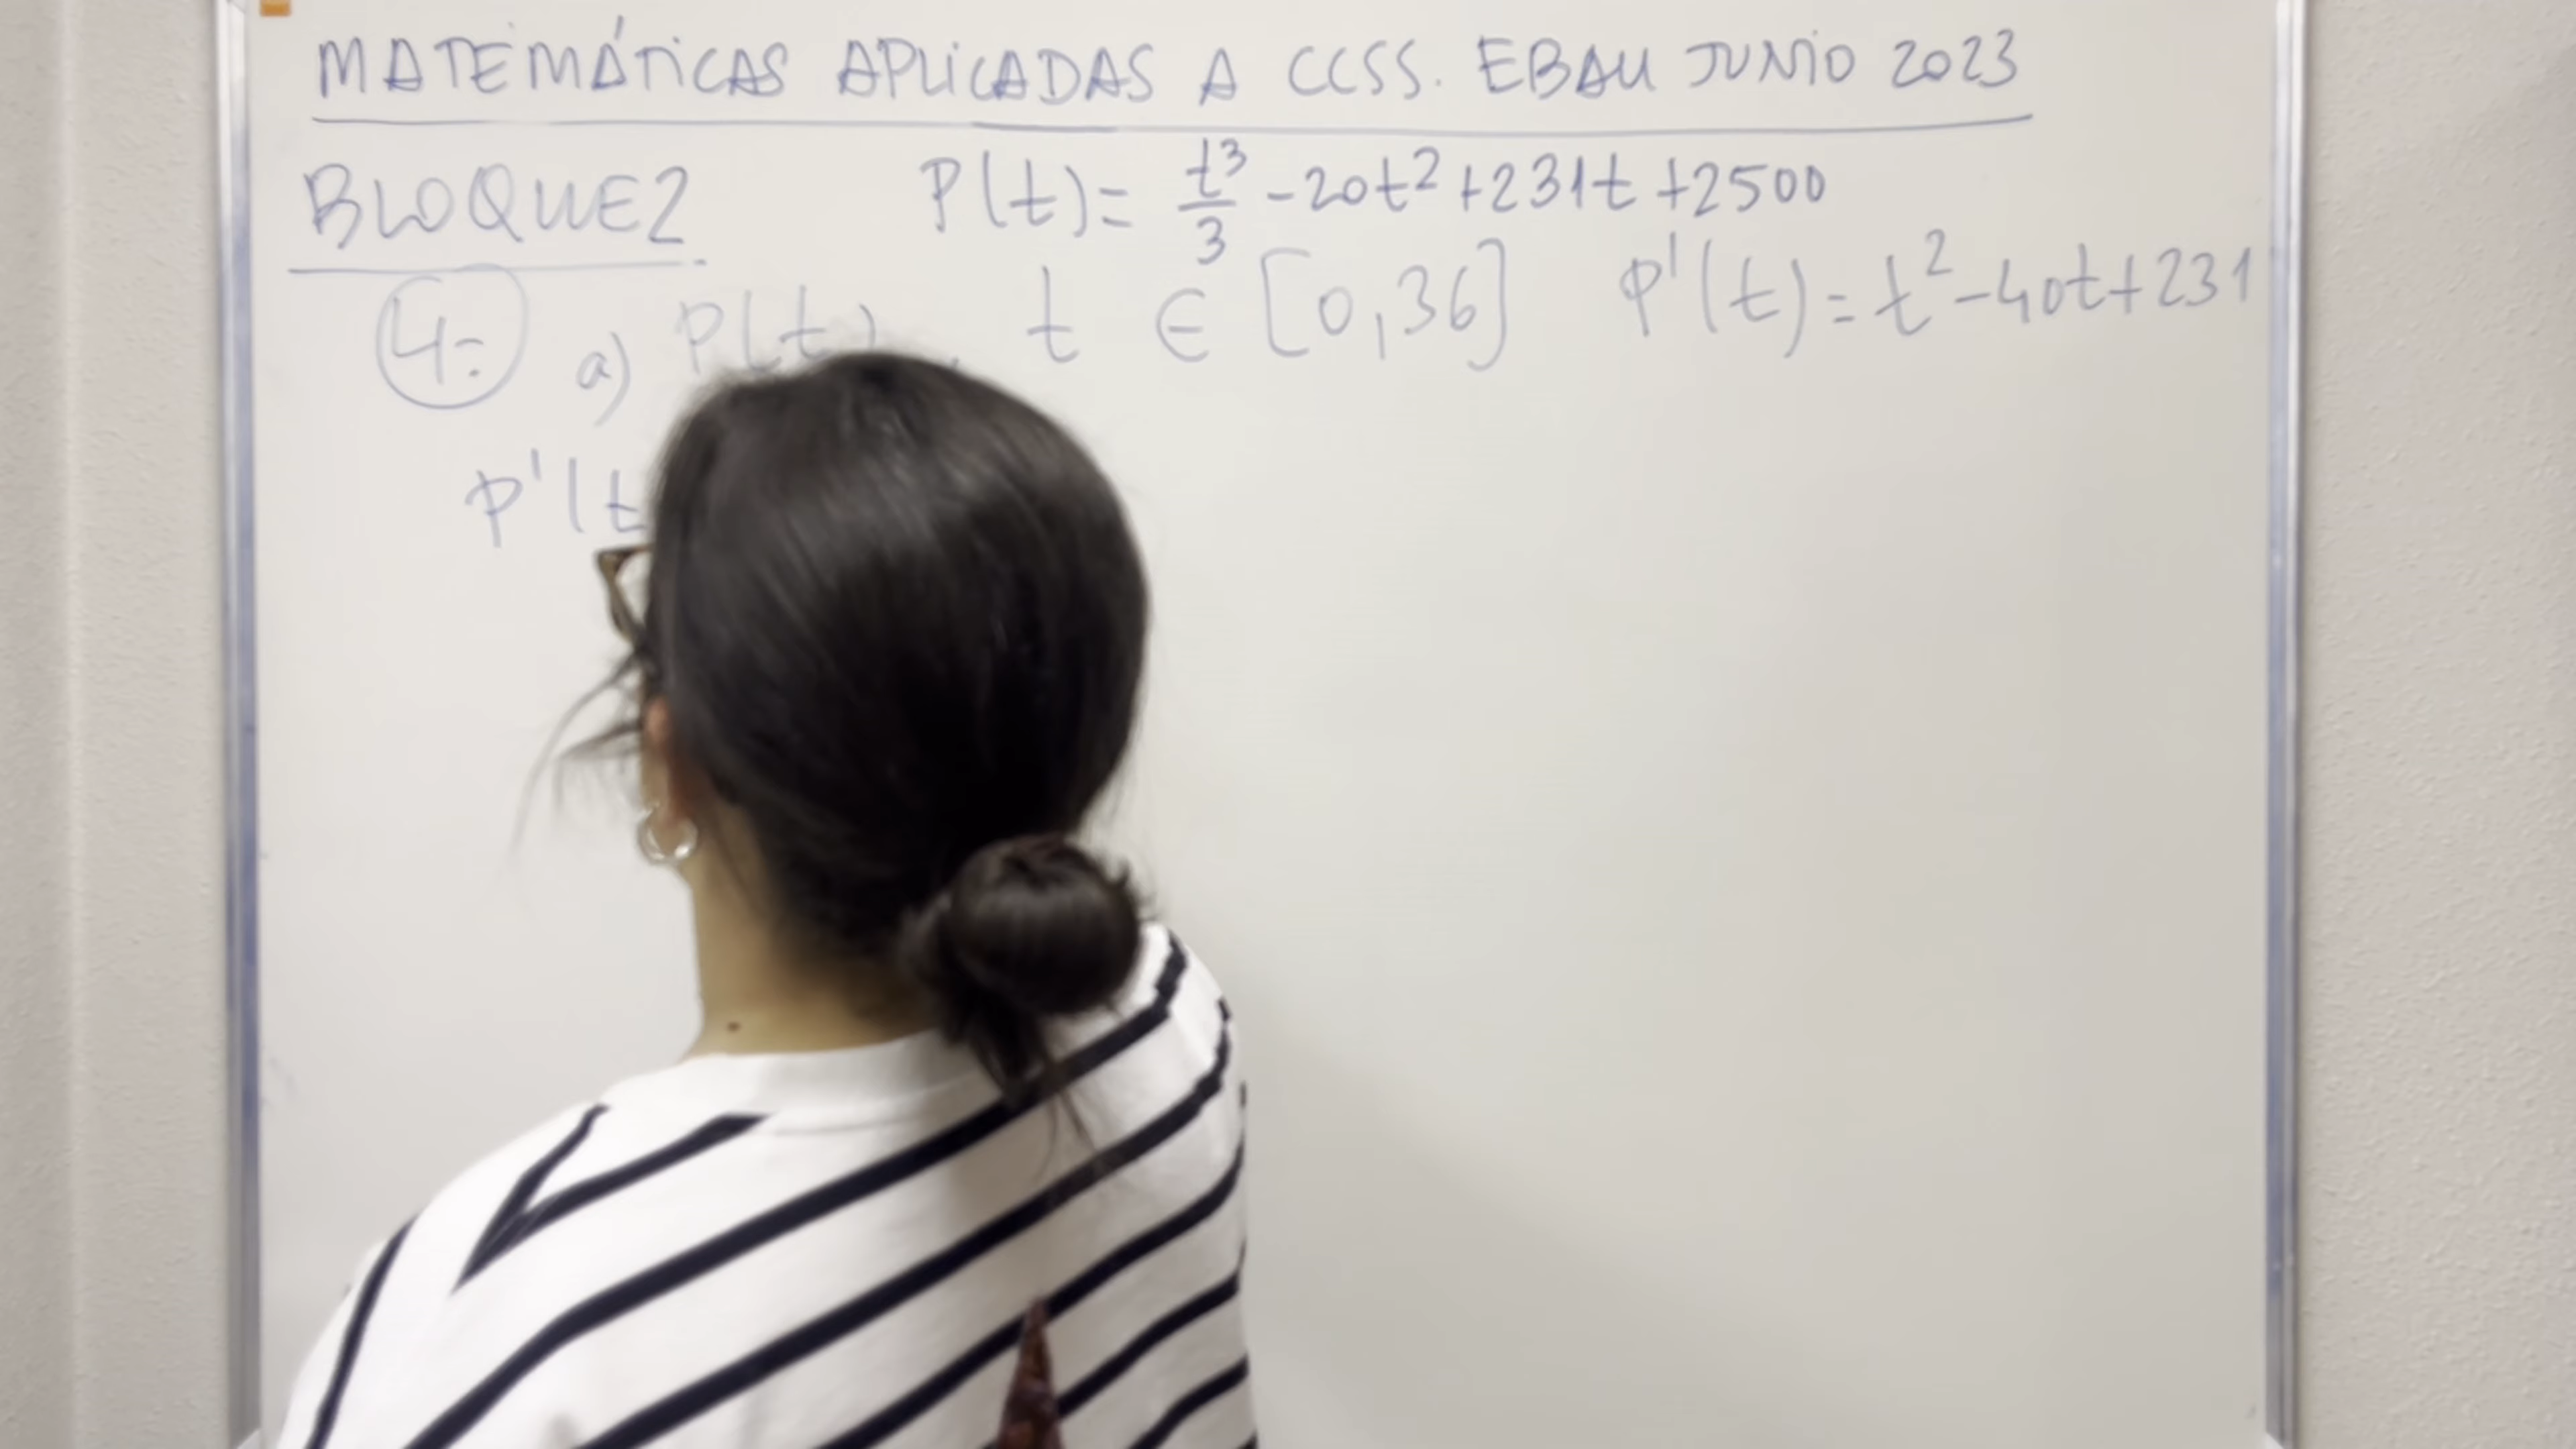 MATEMÁTICAS APLICADAS A CCSS. EBAU JUNIO 2023
BLOQUE 2 P(t)= t³/3 -20t² +231t +2500
4.- a) P(t), t ∈ [0,36] P'(t) = t²-40t+231
P'(t